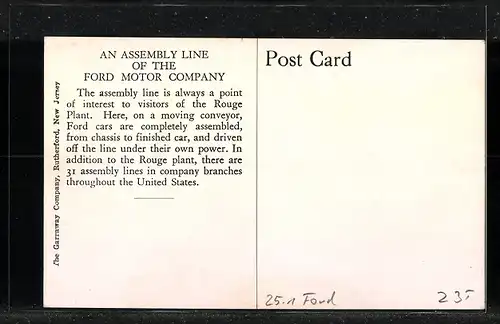 AN ASSEMBLY LINE
OF THE
FORD MOTOR COMPANY
The assembly line is always a point
of interest to visitors of the Rouge
Plant. Here, on a moving conveyor,
Ford cars are completely assembled,
from chassis to finished car, and driven
off the line under their own power. In
addition to the Rouge plant, there are
31 assembly lines in company branches
throughout the United States.
The Garraway Company, Rutherford, New Jersey
Post Card
25.1 Ford